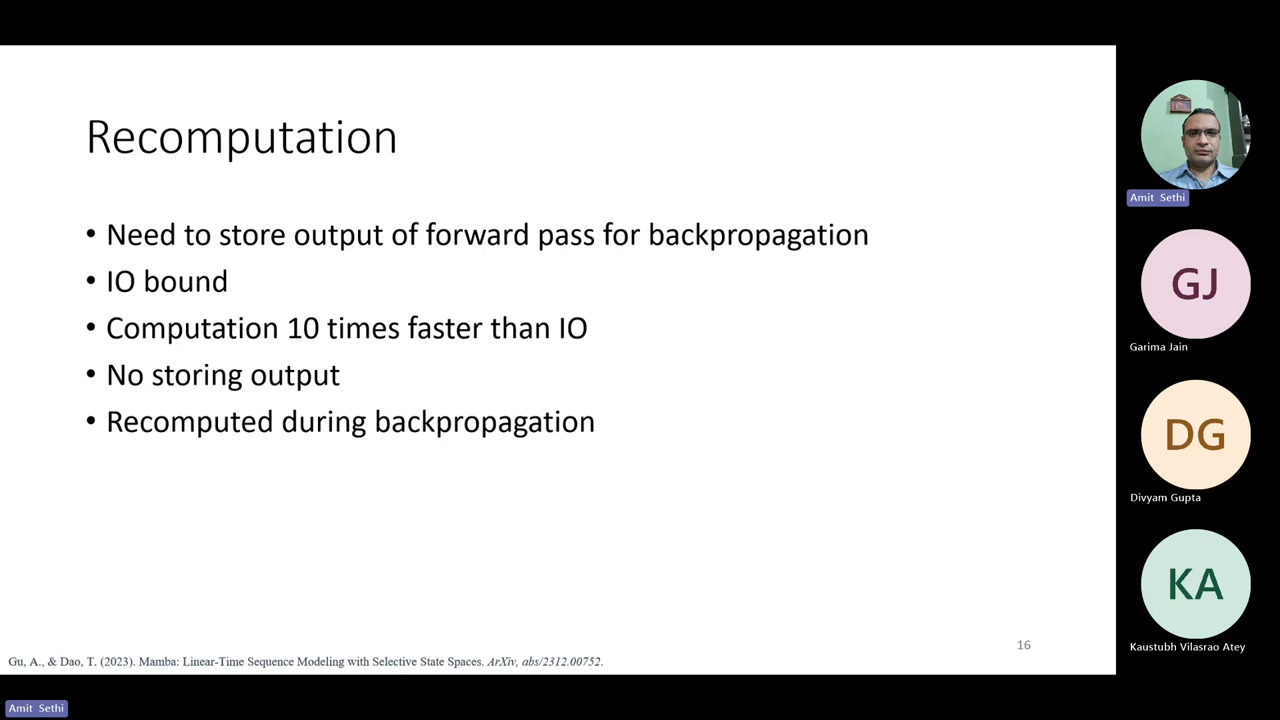 Recomputation
• Need to store output of forward pass for backpropagation
• IO bound
• Computation 10 times faster than IO
• No storing output
• Recomputed during backpropagation
16
Gu, A., & Dao, T. (2023). Mamba: Linear-Time Sequence Modeling with Selective State Spaces. ArXiv, abs/2312.00752.
Amit Sethi
GJ
Garima Jain
DG
Divyam Gupta
KA
Kaustubh Vilasrao Atey
Amit Sethi